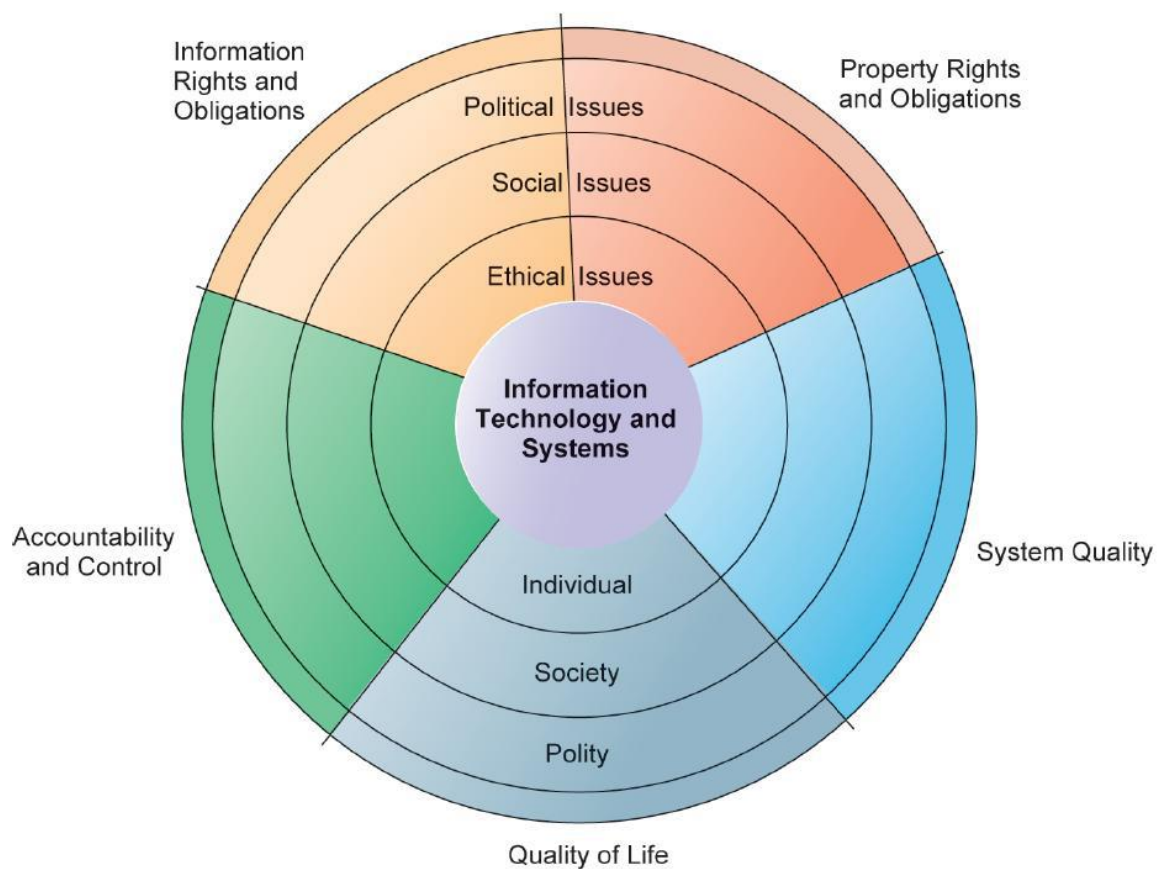 Information
Rights and
Obligations
Property Rights
and Obligations
Political Issues
Social Issues
Ethical Issues
Information
Technology and
Systems
Accountability
and Control
System Quality
Individual
Society
Polity
Quality of Life